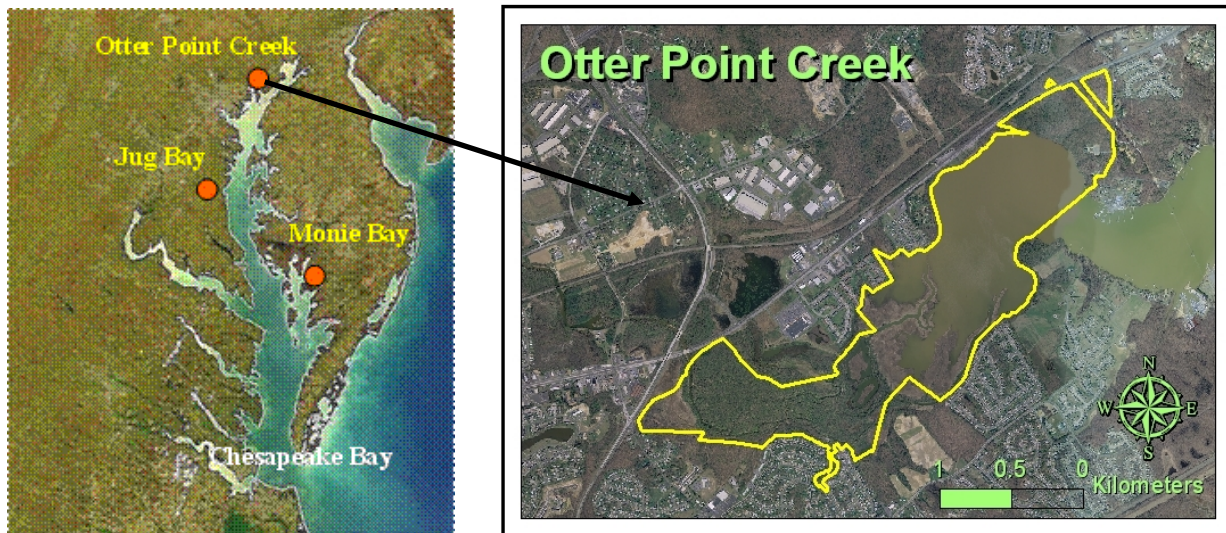 Otter Point Creek
Jug Bay
Monie Bay
Chesapeake Bay
Otter Point Creek
N
W E
S
1 0.5 0
Kilometers